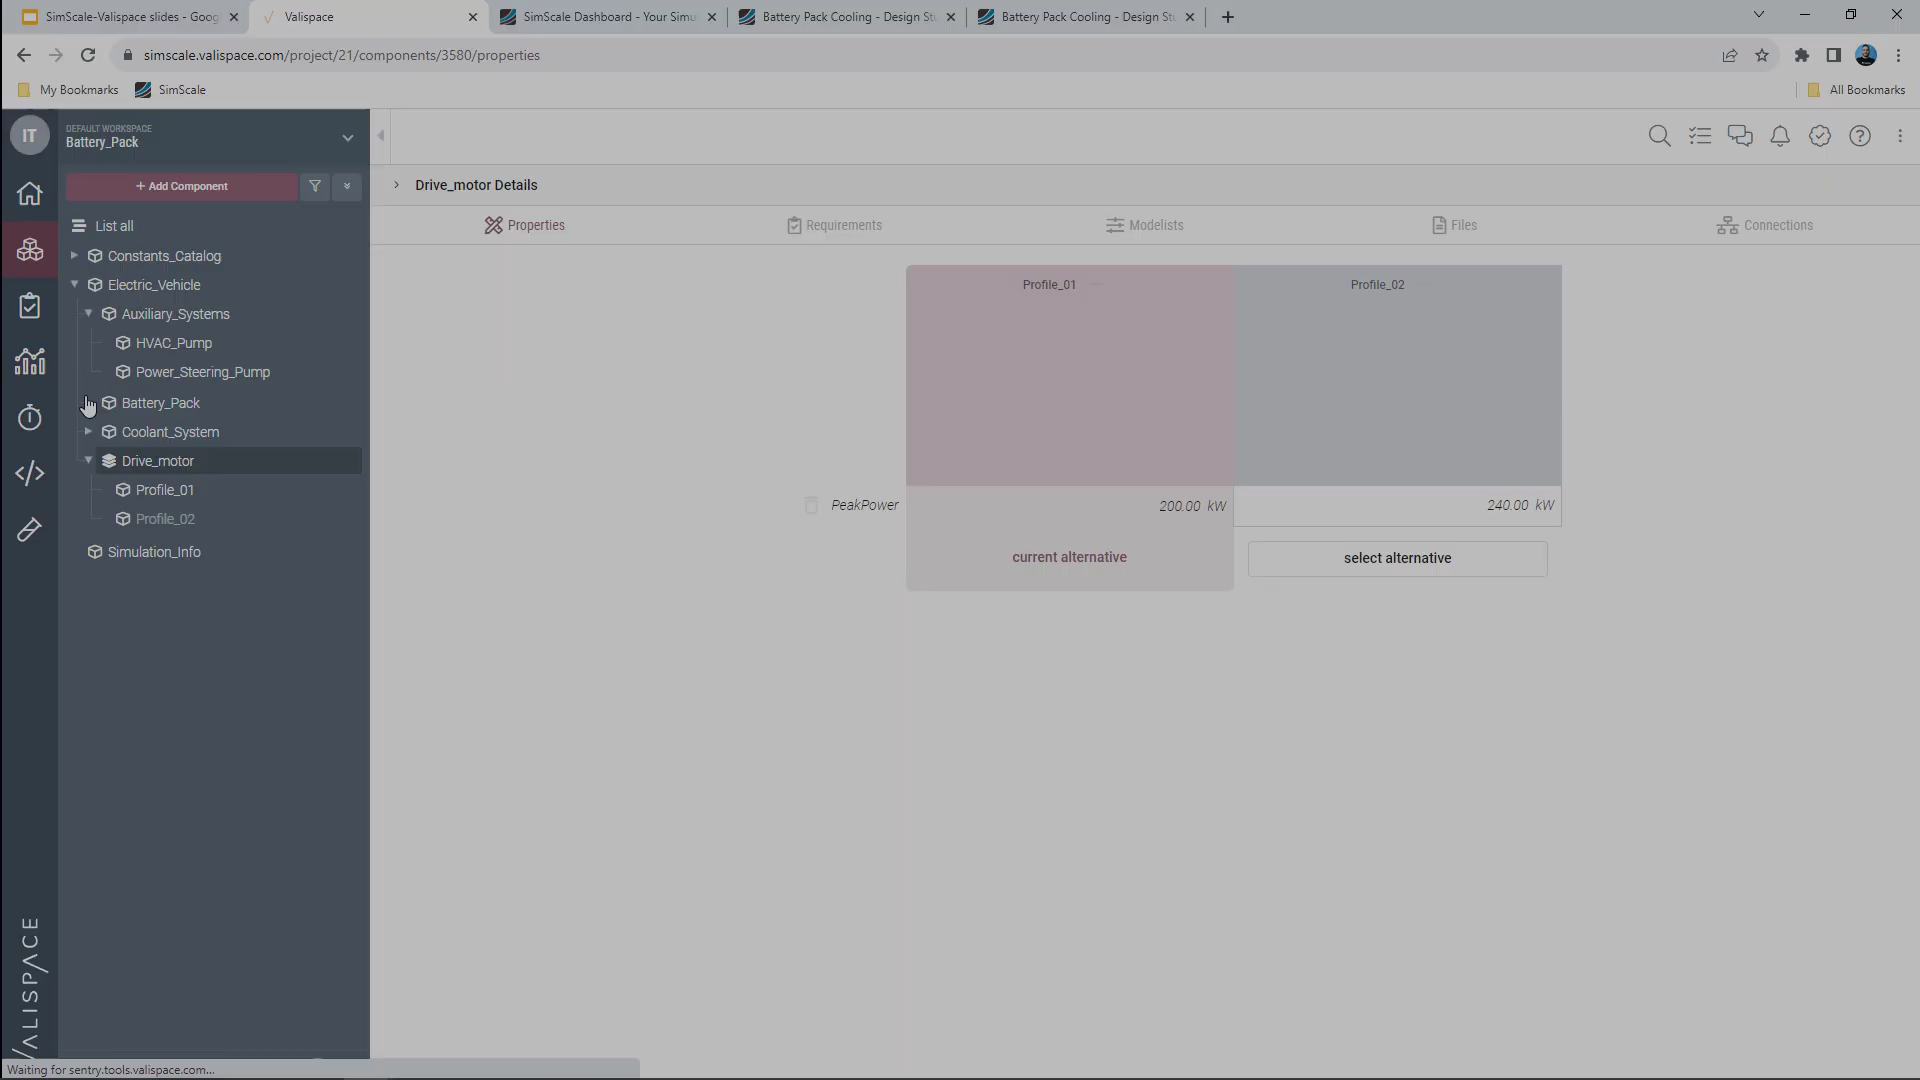 SimScale-Valispace slides - Goog
Valispace
SimScale Dashboard - Your Simu
Battery Pack Cooling - Design St
Battery Pack Cooling - Design St
simscale.valispace.com/project/21/components/3580/properties
My Bookmarks
SimScale
All Bookmarks
IT
DEFAULT WORKSPACE
Battery_Pack
+ Add Component
List all
Constants_Catalog
Electric_Vehicle
Auxiliary_Systems
HVAC_Pump
Power_Steering_Pump
Battery_Pack
Coolant_System
Drive_motor
Profile_01
Profile_02
Simulation_Info
Drive_motor Details
Properties
Requirements
Modelists
Files
Connections
Profile_01
Profile_02
PeakPower
200.00 kW
240.00 kW
current alternative
select alternative
VALISPACE
Waiting for sentry.tools.valispace.com...